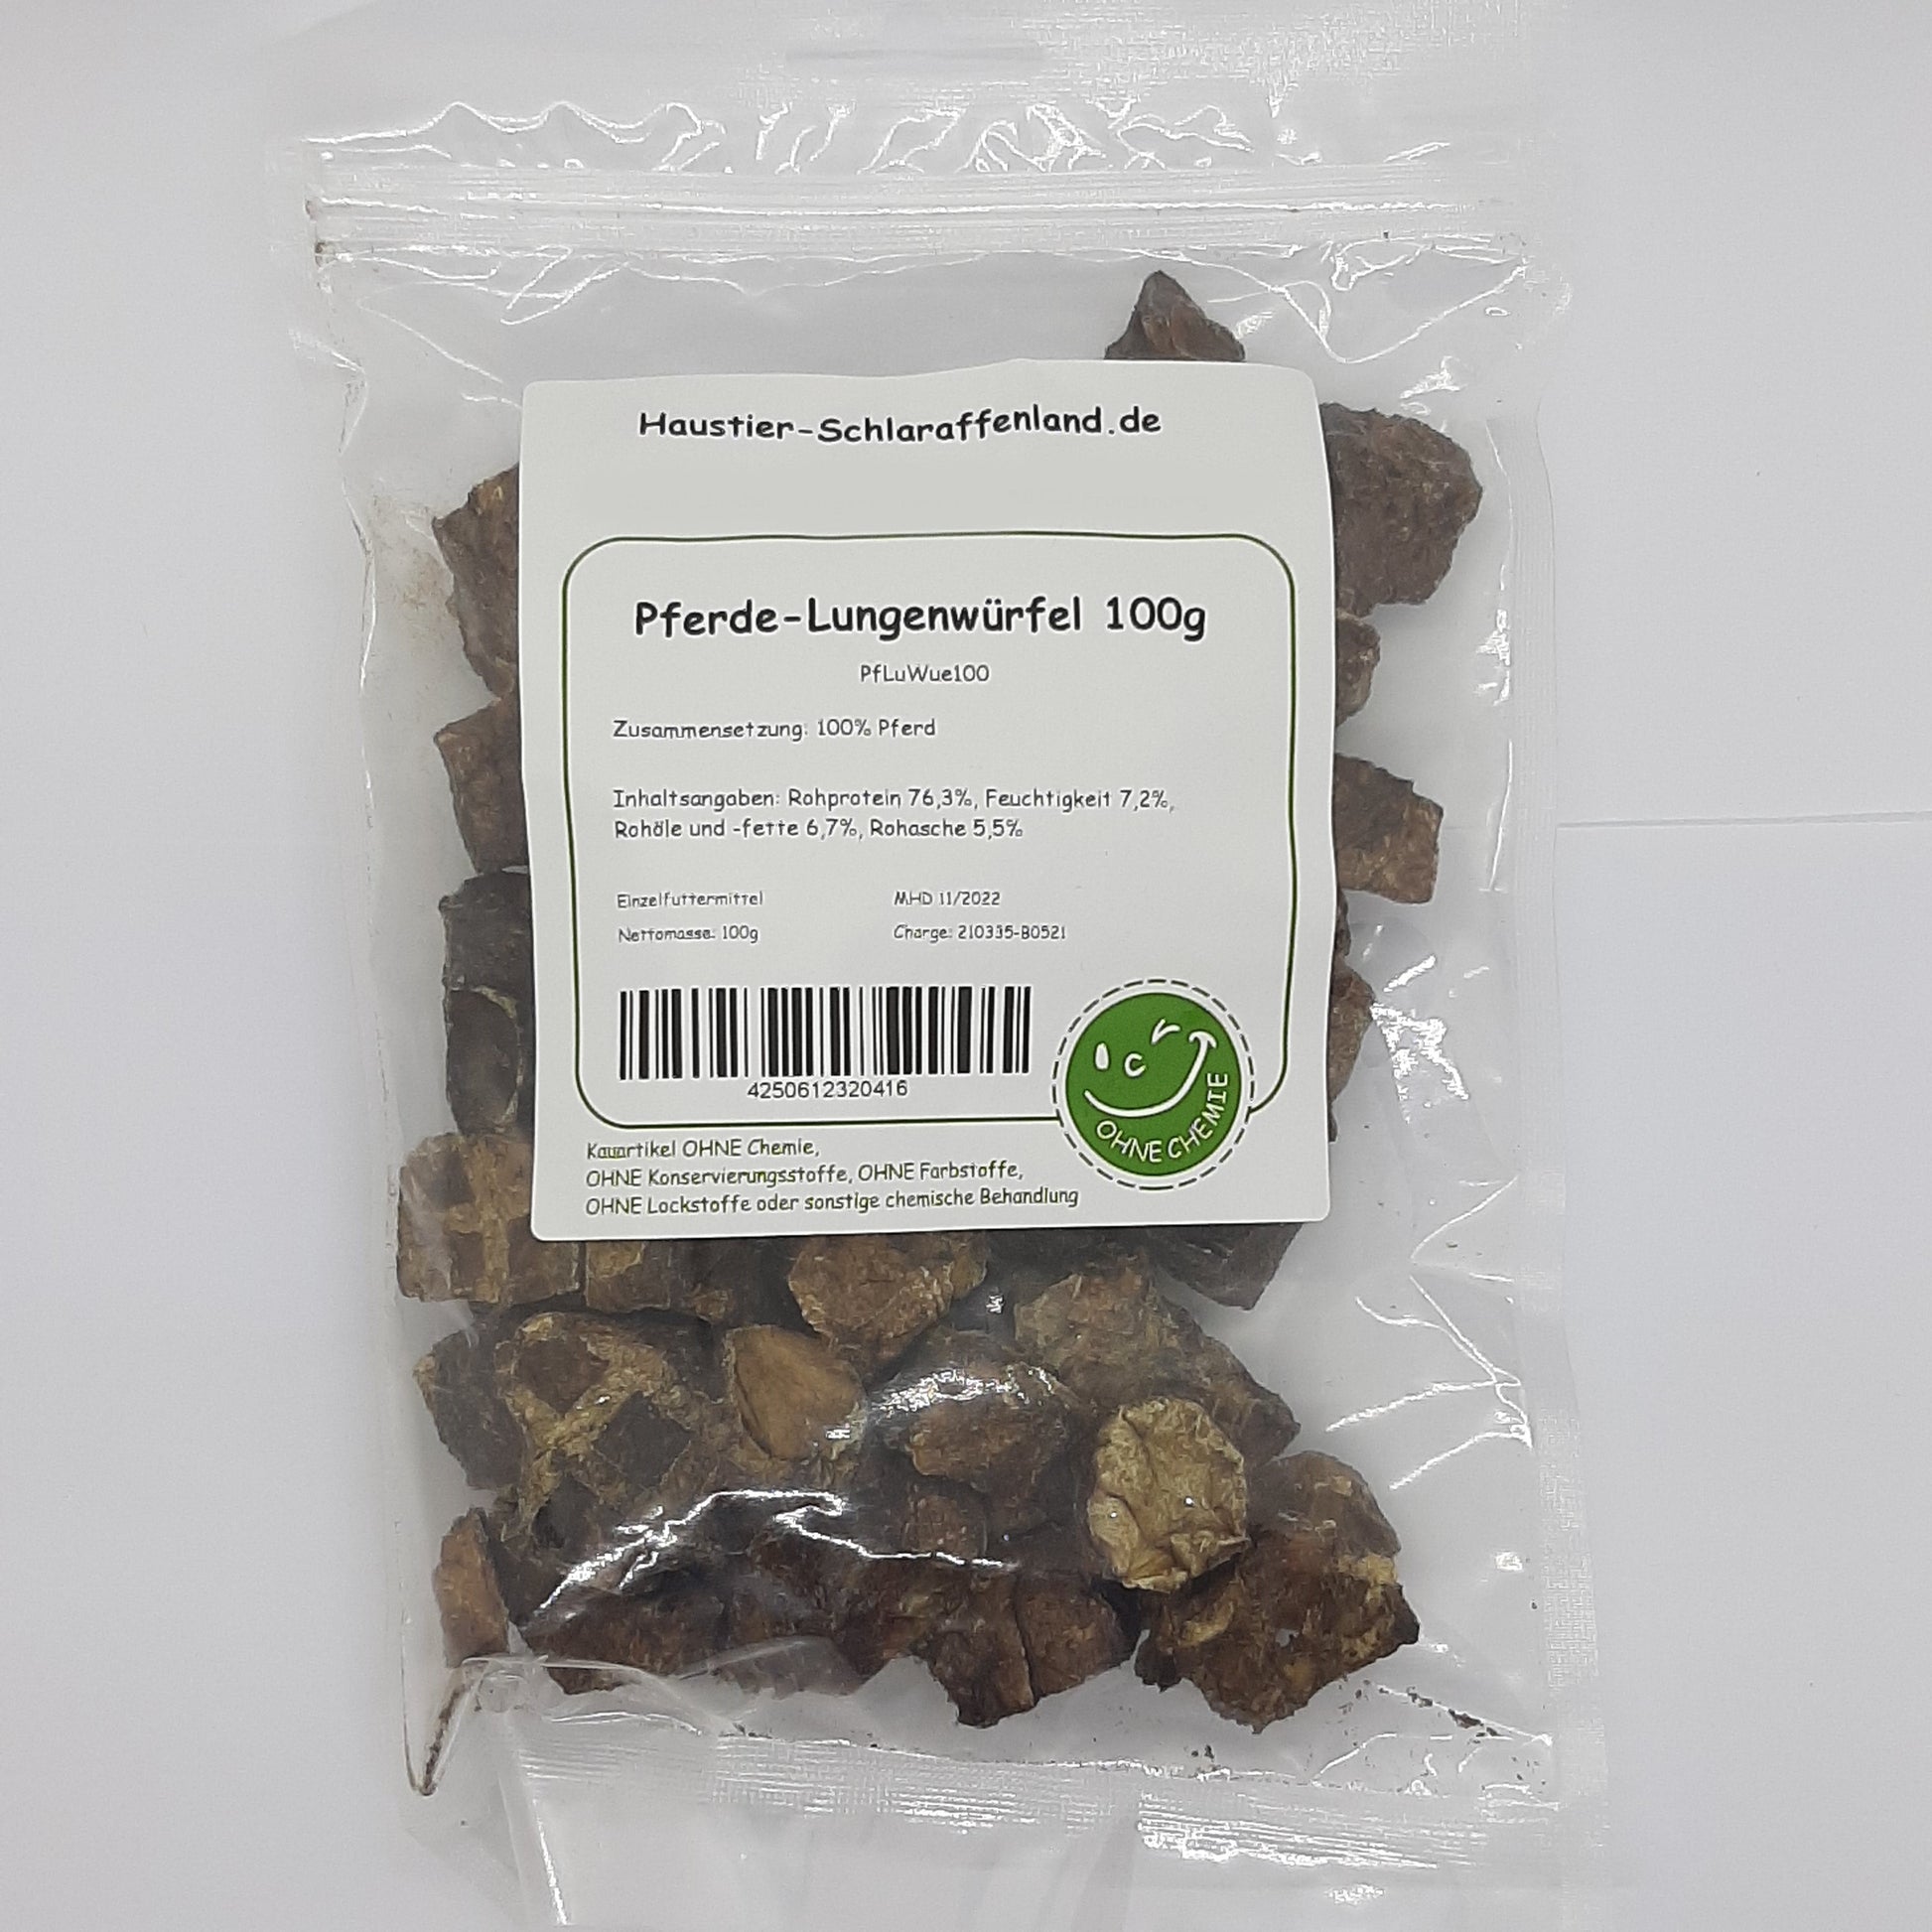 Haustier-Schlaraffenland.de
Pferde-Lungenwürfel 100g
PfLuWue100
Zusammensetzung: 100% Pferd
Inhaltsangaben: Rohprotein 76,3%, Feuchtigkeit 7,2%,
Rohöle und -fette 6,7%, Rohasche 5,5%
Einzelfuttermittel MHD 11/2022
Nettomasse: 100g Charge: 210335-B0521
4250612320416
OHNE CHEMIE
Kauartikel OHNE Chemie,
OHNE Konservierungsstoffe, OHNE Farbstoffe,
OHNE Lockstoffe oder sonstige chemische Behandlung